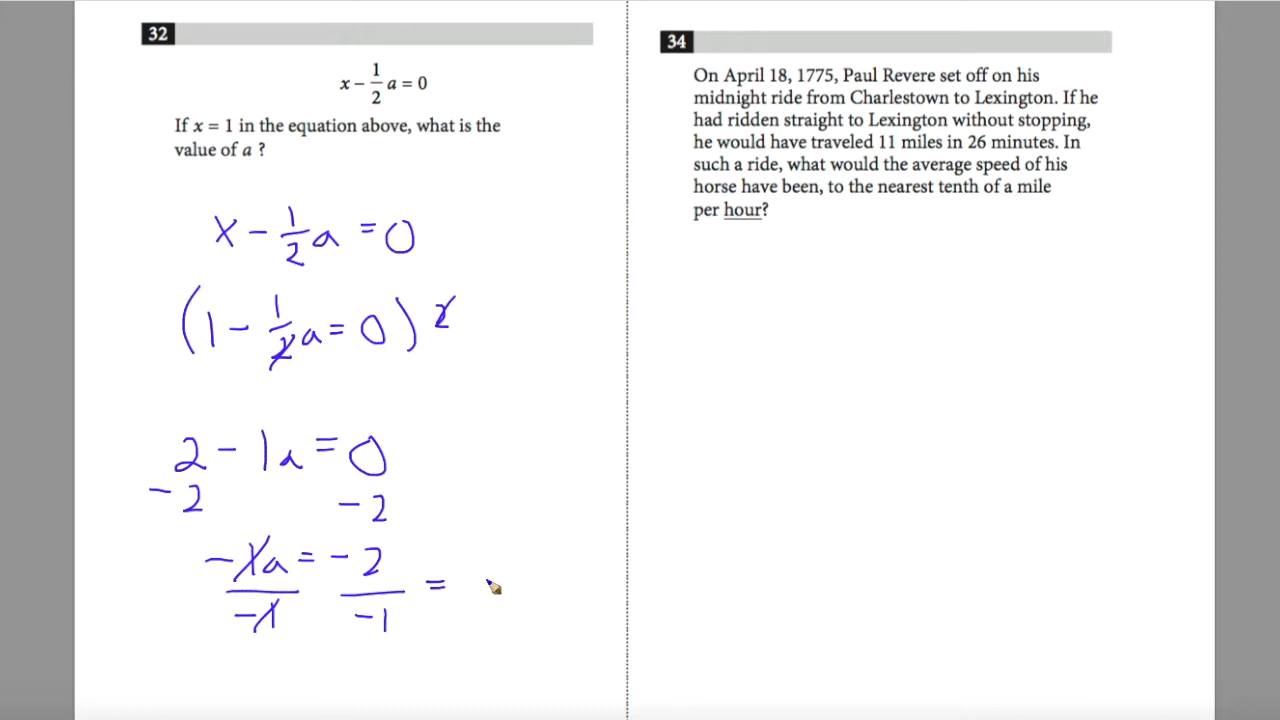 32
x − 1/2 a = 0
If x = 1 in the equation above, what is the
value of a ?
x − 1/2 a = 0
(1 − 1/2 a = 0) 2
2 − 1a = 0
− 2 − 2
−1a = −2
−1 −1 =
34
On April 18, 1775, Paul Revere set off on his
midnight ride from Charlestown to Lexington. If he
had ridden straight to Lexington without stopping,
he would have traveled 11 miles in 26 minutes. In
such a ride, what would the average speed of his
horse have been, to the nearest tenth of a mile
per hour?